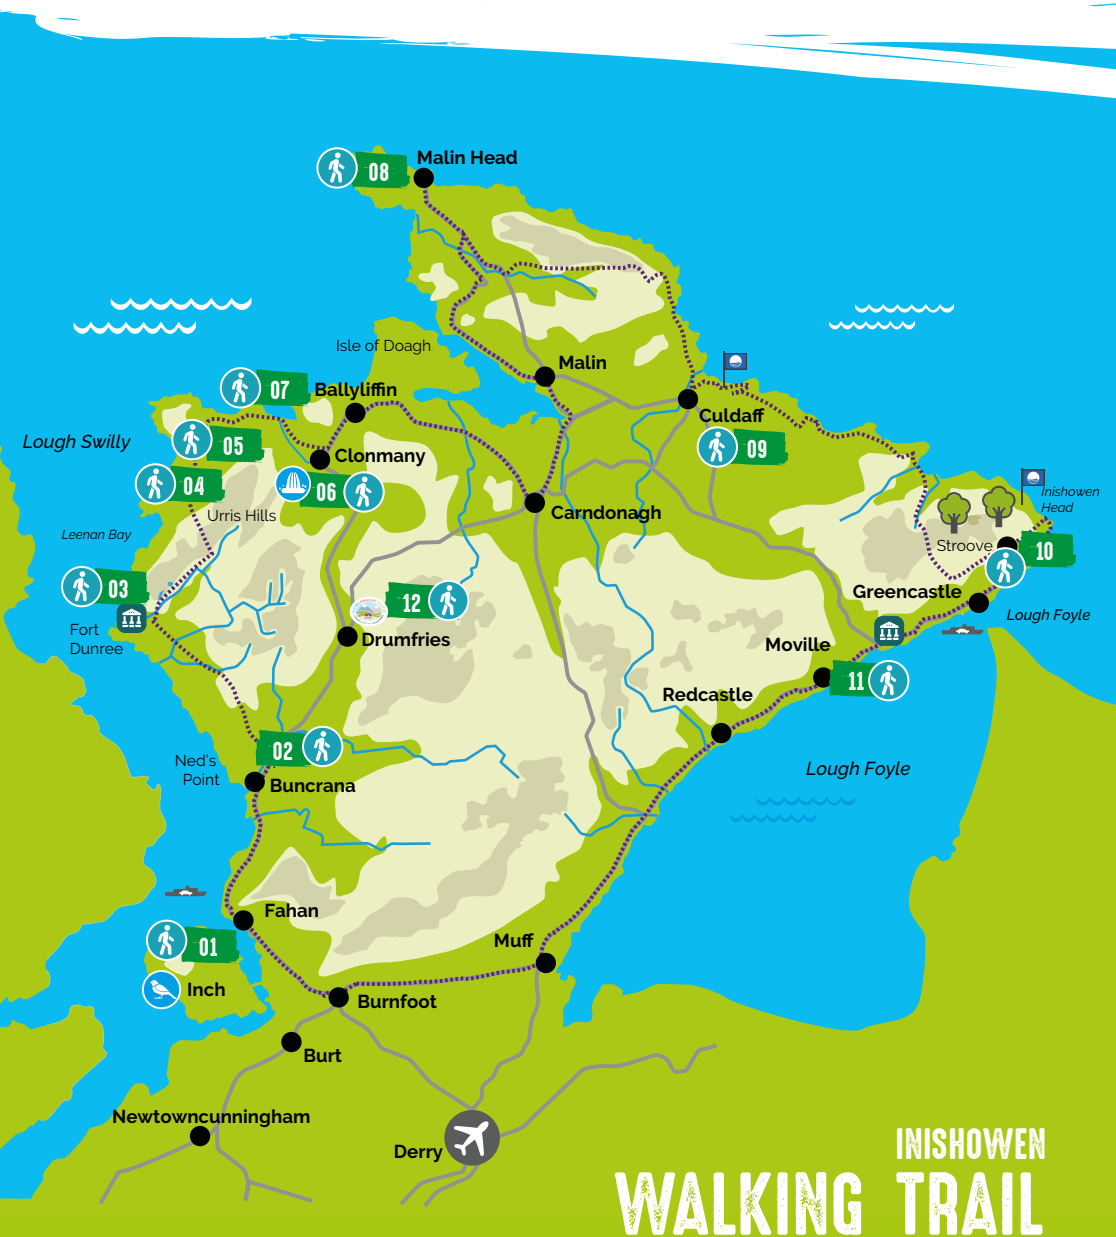 08
Malin Head
Isle of Doagh
Malin
07
Ballyliffin
Culdaff
Lough Swilly
05
Clonmany
09
04
06
Urris Hills
Carndonagh
Inishowen
Head
Leenan Bay
Stroove
10
03
12
Greencastle
Lough Foyle
Fort
Dunree
Drumfries
Moville
11
Redcastle
02
Ned's
Point
Buncrana
Lough Foyle
Fahan
01
Muff
Inch
Burnfoot
Burt
Newtowncunningham
Derry
INISHOWEN
WALKING TRAIL